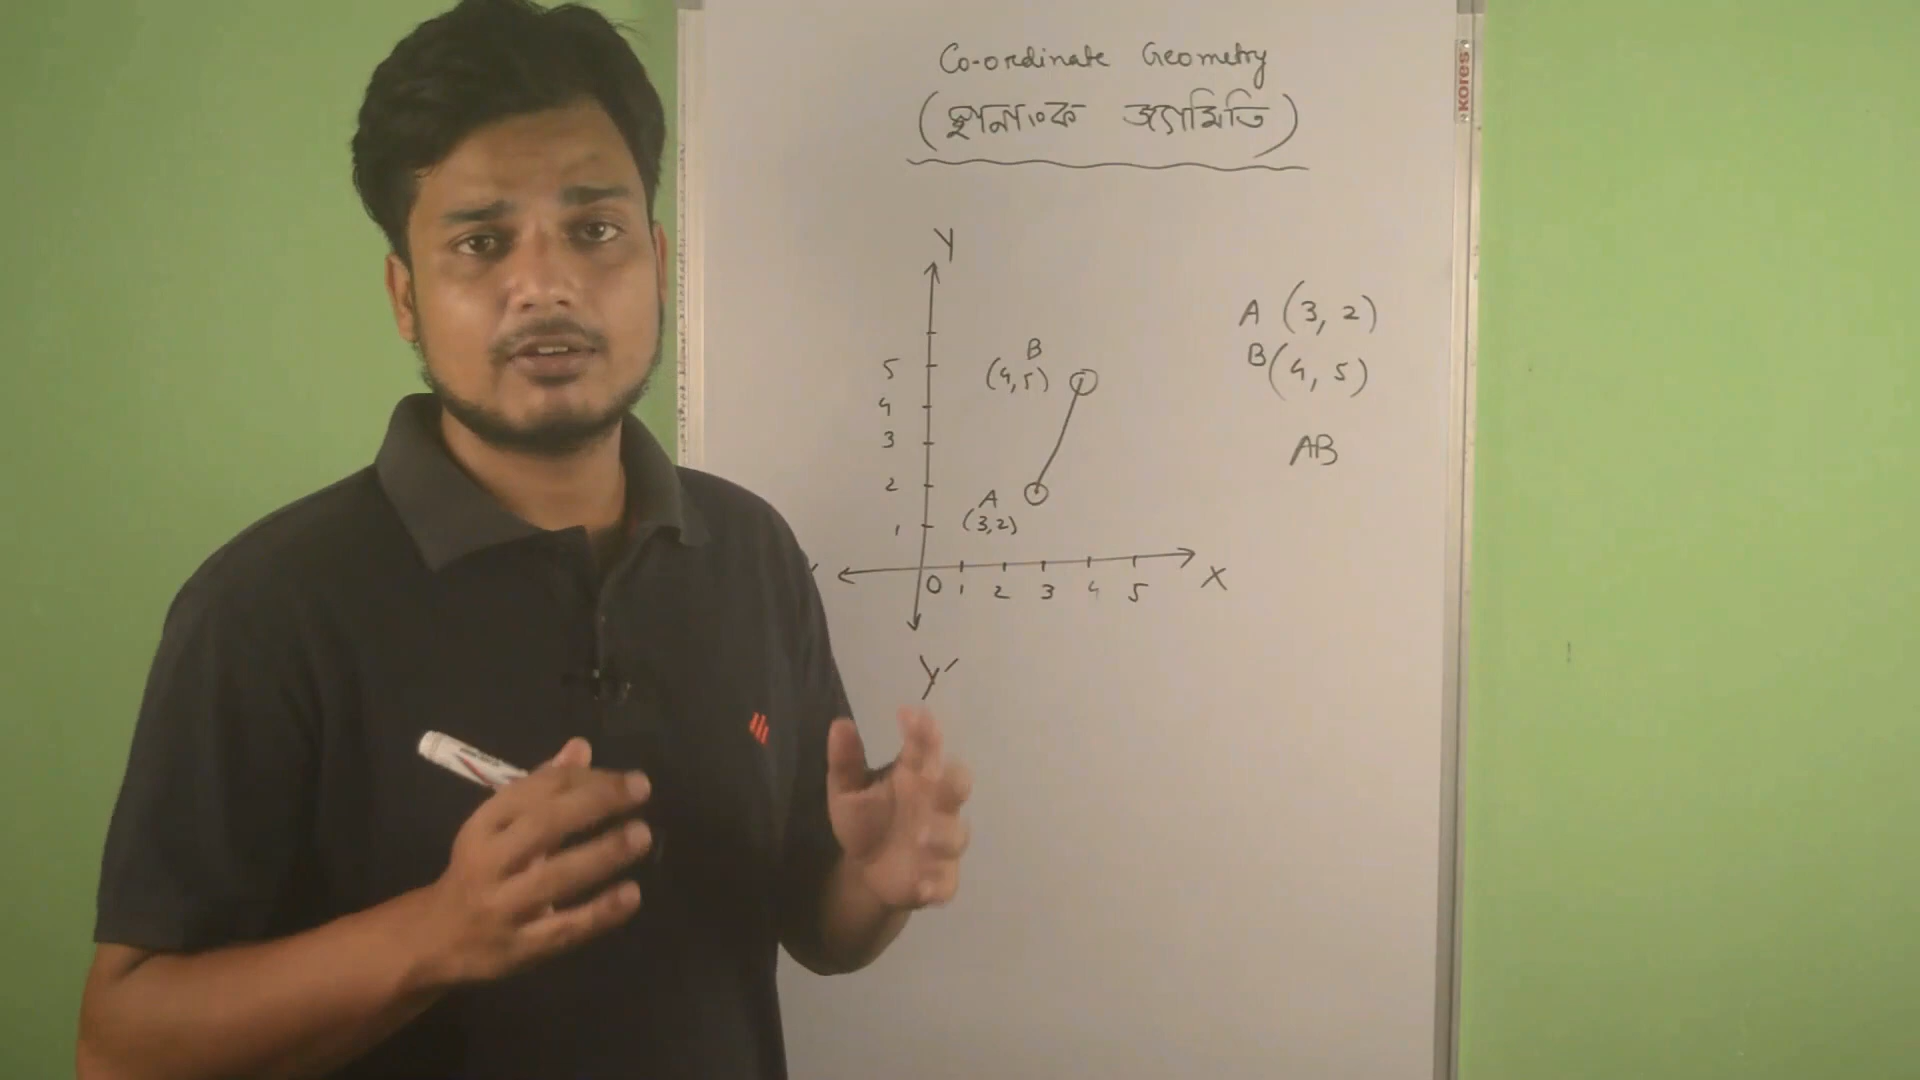 Co-ordinate Geometry
(স্থানাংক জ্যামিতি)
KORES
Y
5
4
3
2
1
B
(4,5)
A
(3,2)
O 1 2 3 4 5
X
Y′
A (3, 2)
B (4, 5)
AB